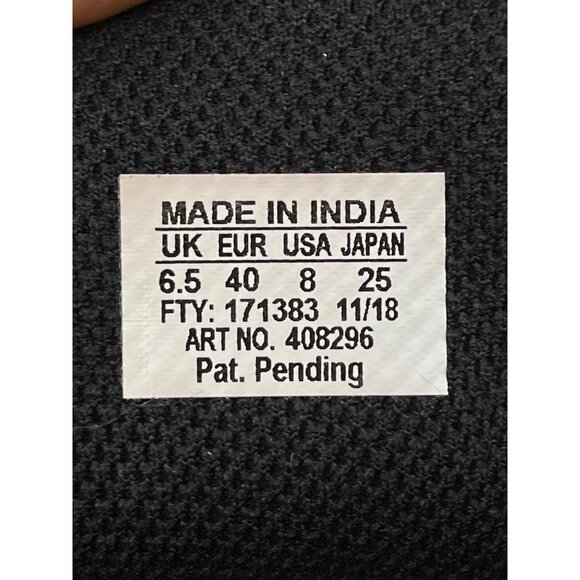 MADE IN INDIA
UK EUR USA JAPAN
6.5 40 8 25
FTY: 171383 11/18
ART NO. 408296
Pat. Pending